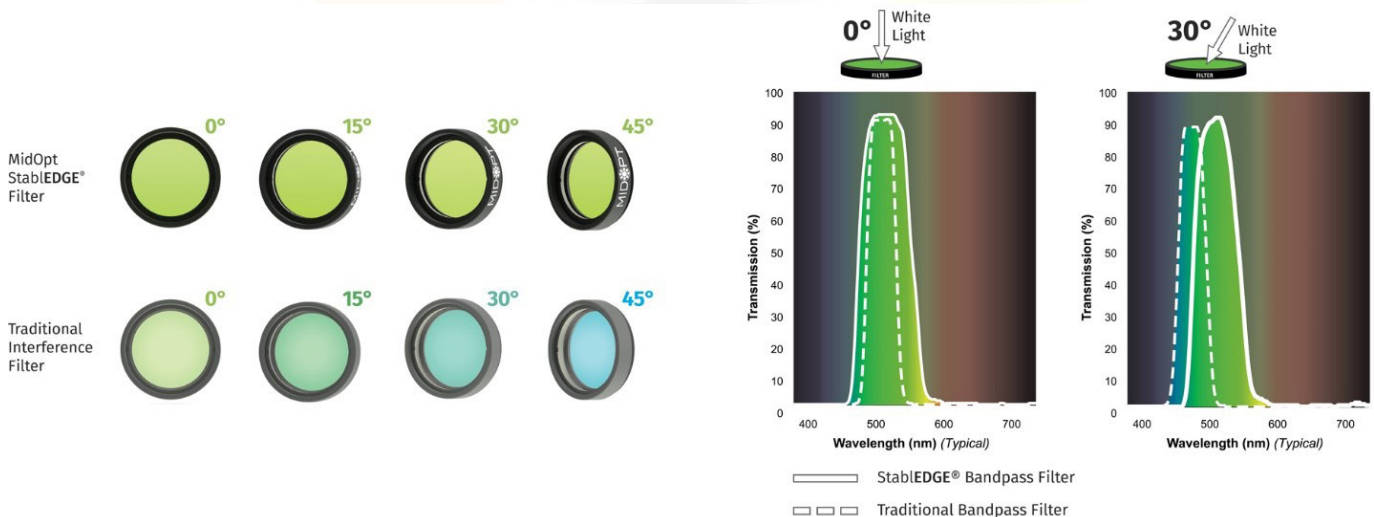 0° 15° 30° 45°
MidOpt
StablEDGE®
Filter
MIDOPT
MIDOPT
0° 15° 30° 45°
Traditional
Interference
Filter
0°
White
Light
FILTER
100
90
80
70
60
50
40
30
20
10
0
Transmission (%)
400 500 600 700
Wavelength (nm) (Typical)
30°
White
Light
FILTER
100
90
80
70
60
50
40
30
20
10
0
Transmission (%)
400 500 600 700
Wavelength (nm) (Typical)
StablEDGE® Bandpass Filter
Traditional Bandpass Filter